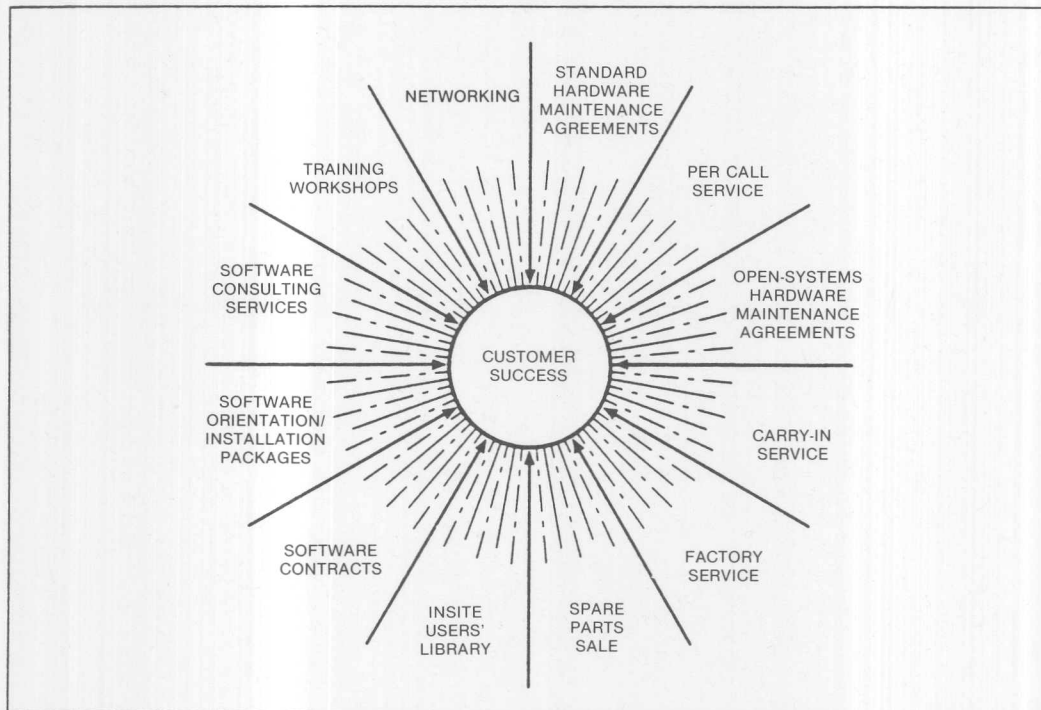 NETWORKING
STANDARD
HARDWARE
MAINTENANCE
AGREEMENTS
PER CALL
SERVICE
OPEN-SYSTEMS
HARDWARE
MAINTENANCE
AGREEMENTS
CARRY-IN
SERVICE
FACTORY
SERVICE
SPARE
PARTS
SALE
INSITE
USERS'
LIBRARY
SOFTWARE
CONTRACTS
SOFTWARE
ORIENTATION/
INSTALLATION
PACKAGES
SOFTWARE
CONSULTING
SERVICES
TRAINING
WORKSHOPS
CUSTOMER
SUCCESS